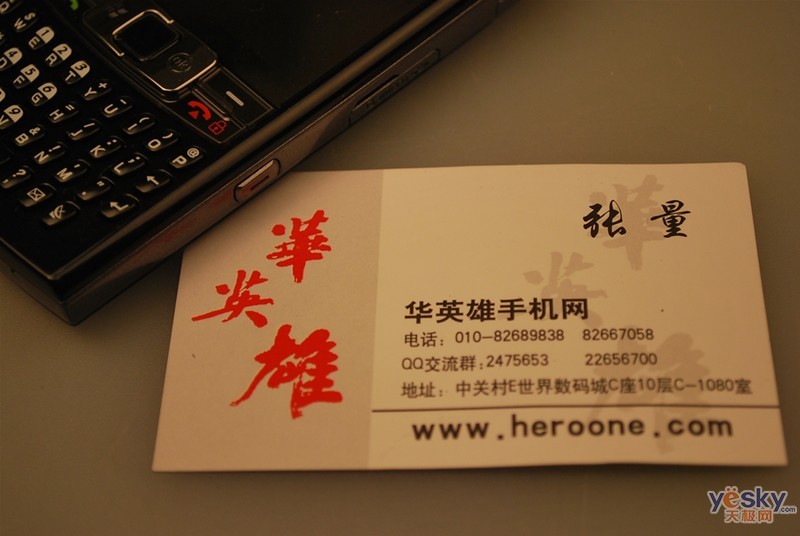 華
英
雄
张 量
华英雄手机网
电话：010-82689838 82667058
QQ交流群：2475653 22656700
地址：中关村E世界数码城C座10层C-1080室
www.heroone.com
yesky.com
天极网